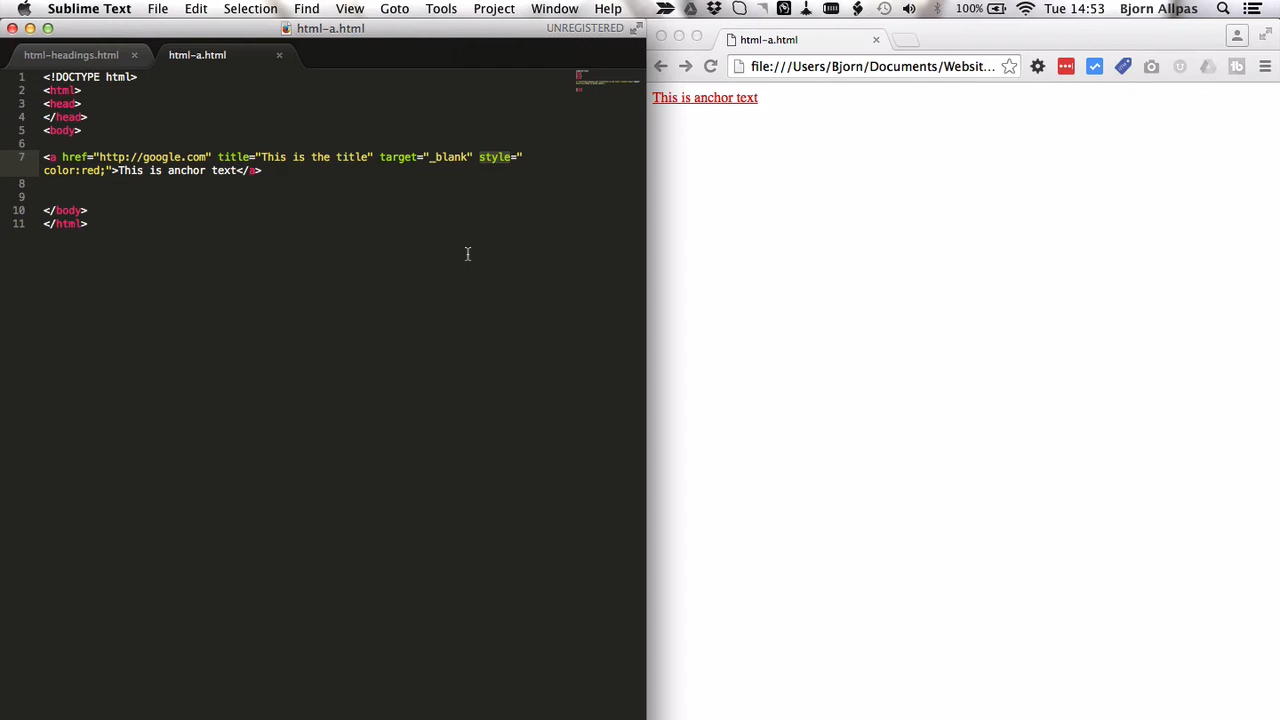 Sublime Text File Edit Selection Find View Goto Tools Project Window Help 100% Tue 14:53 Bjorn Allpas
html-a.html UNREGISTERED
html-headings.html × html-a.html ×
1 <!DOCTYPE html>
2 <html>
3 <head>
4 </head>
5 <body>
6
7 <a href="http://google.com" title="This is the title" target="_blank" style="
color:red;">This is anchor text</a>
8
9
10 </body>
11 </html>
html-a.html ×
file:///Users/Bjorn/Documents/Websit...
This is anchor text